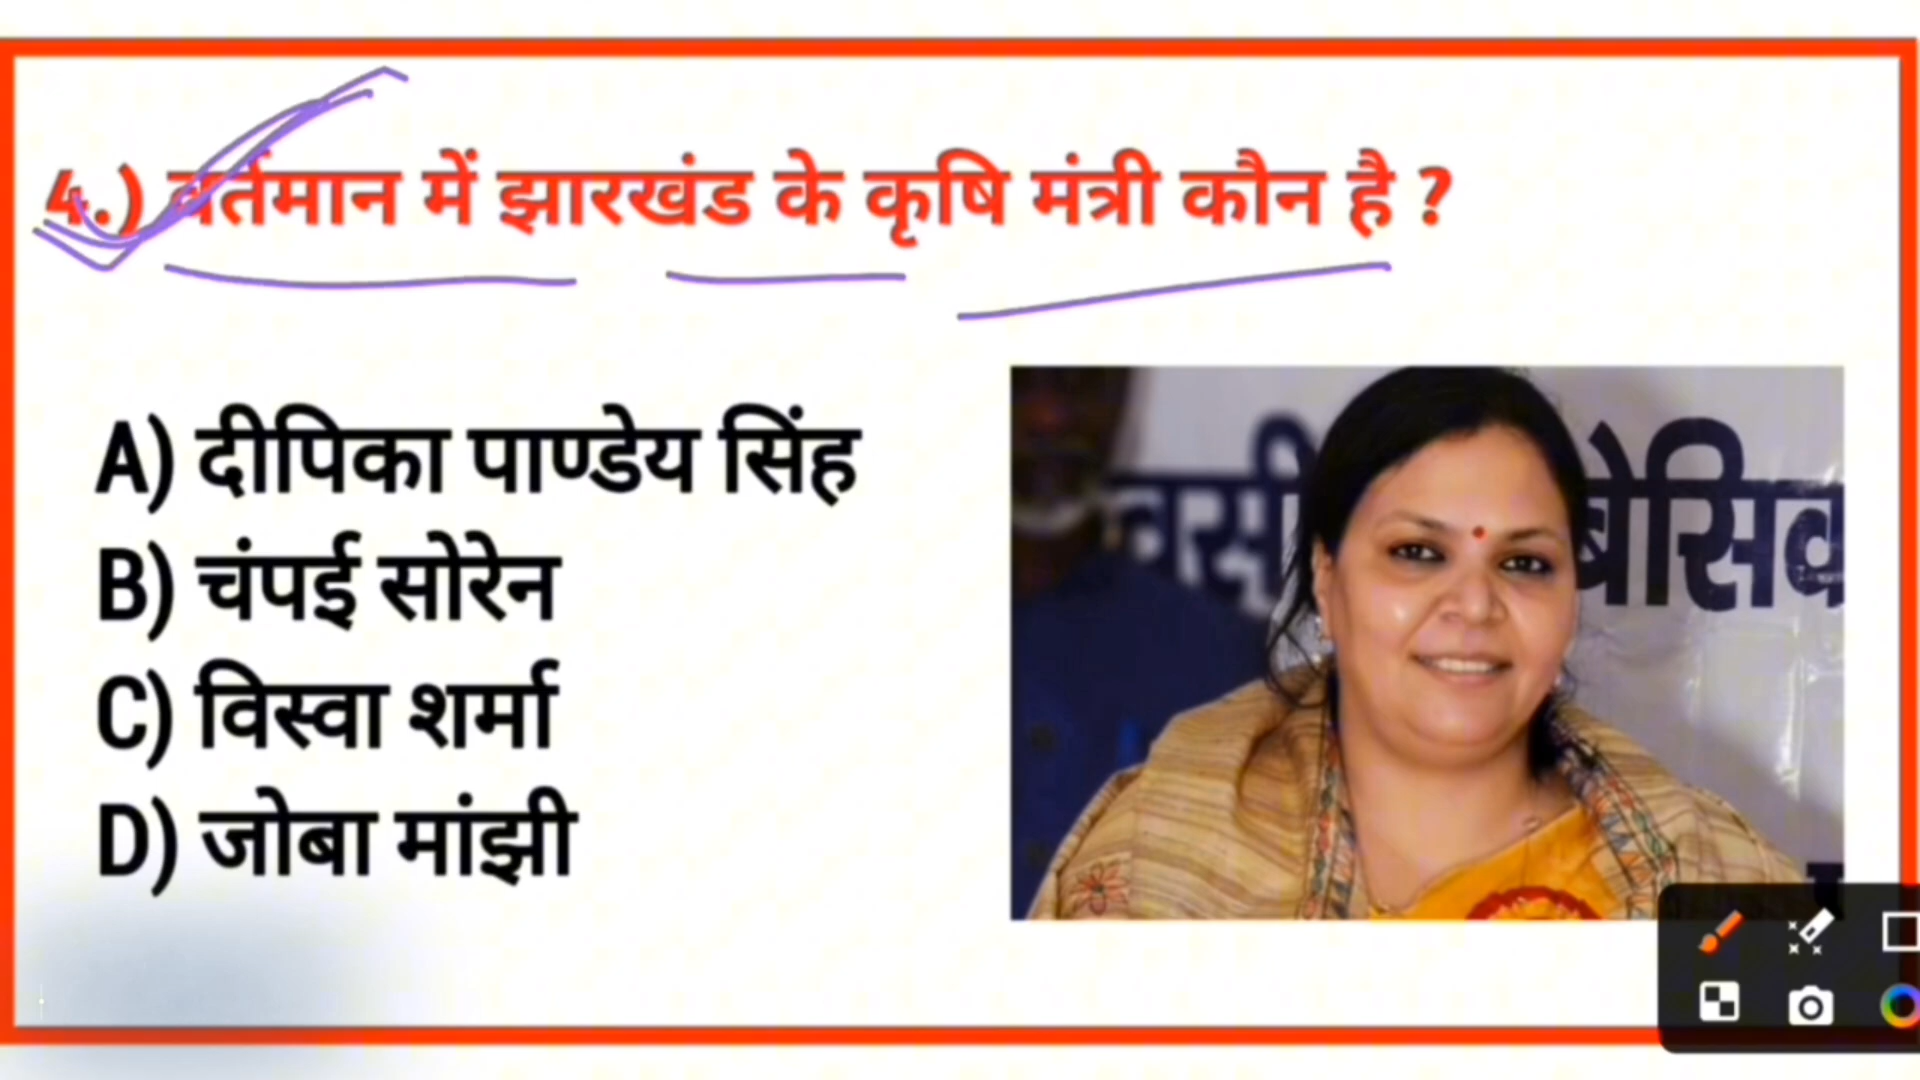 4.) वर्तमान में झारखंड के कृषि मंत्री कौन है ?
A) दीपिका पाण्डेय सिंह
B) चंपई सोरेन
C) विस्वा शर्मा
D) जोबा मांझी